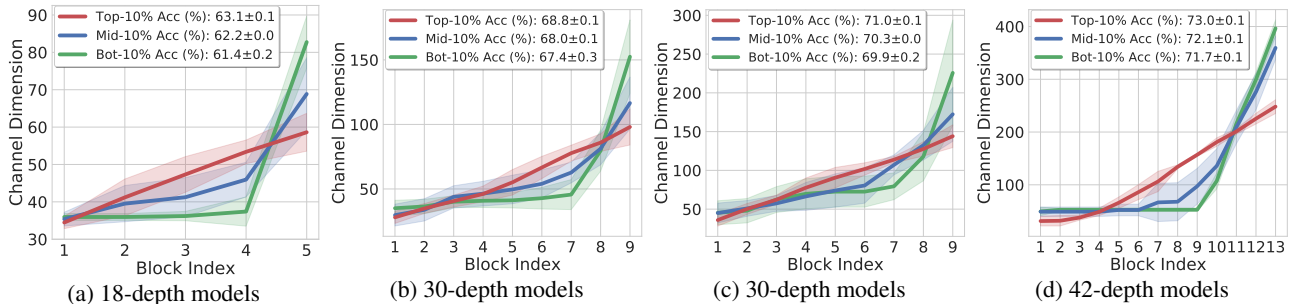 Channel Dimension
90
80
70
60
50
40
30
Top-10% Acc (%): 63.1±0.1
Mid-10% Acc (%): 62.2±0.0
Bot-10% Acc (%): 61.4±0.2
1 2 3 4 5
Block Index
(a) 18-depth models
Channel Dimension
150
100
50
Top-10% Acc (%): 68.8±0.1
Mid-10% Acc (%): 68.0±0.1
Bot-10% Acc (%): 67.4±0.3
1 2 3 4 5 6 7 8 9
Block Index
(b) 30-depth models
Channel Dimension
300
250
200
150
100
50
Top-10% Acc (%): 71.0±0.1
Mid-10% Acc (%): 70.3±0.0
Bot-10% Acc (%): 69.9±0.2
1 2 3 4 5 6 7 8 9
Block Index
(c) 30-depth models
Channel Dimension
400
300
200
100
Top-10% Acc (%): 73.0±0.1
Mid-10% Acc (%): 72.1±0.1
Bot-10% Acc (%): 71.7±0.1
1 2 3 4 5 6 7 8 9 10 11 12 13
Block Index
(d) 42-depth models